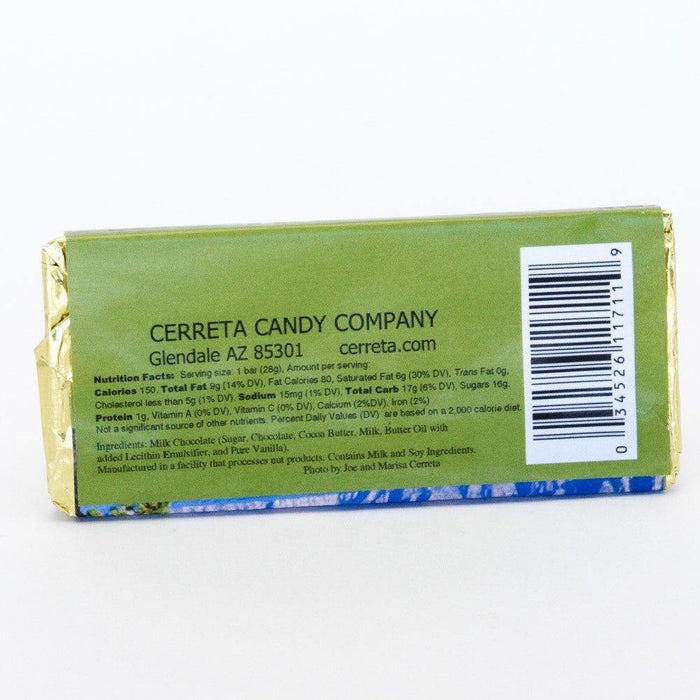 CERRETA CANDY COMPANY
Glendale AZ 85301 cerreta.com
Nutrition Facts: Serving size: 1 bar (28g), Amount per serving:
Calories 150, Total Fat 9g (14% DV), Fat Calories 80, Saturated Fat 6g (30% DV), Trans Fat 0g,
Cholesterol less than 5g (1% DV), Sodium 15mg (1% DV), Total Carb 17g (6% DV), Sugars 16g,
Protein 1g, Vitamin A (0% DV), Vitamin C (0% DV), Calcium (2%DV), Iron (2%)
Not a significant source of other nutrients. Percent Daily Values (DV) are based on a 2,000 calorie diet.
Ingredients: Milk Chocolate (Sugar, Chocolate, Cocoa Butter, Milk, Butter Oil with
added Lecithin Emulsifier, and Pure Vanilla).
Manufactured in a facility that processes nut products. Contains Milk and Soy Ingredients.
Photo by Joe and Marisa Cerreta
0 34526 11711 9